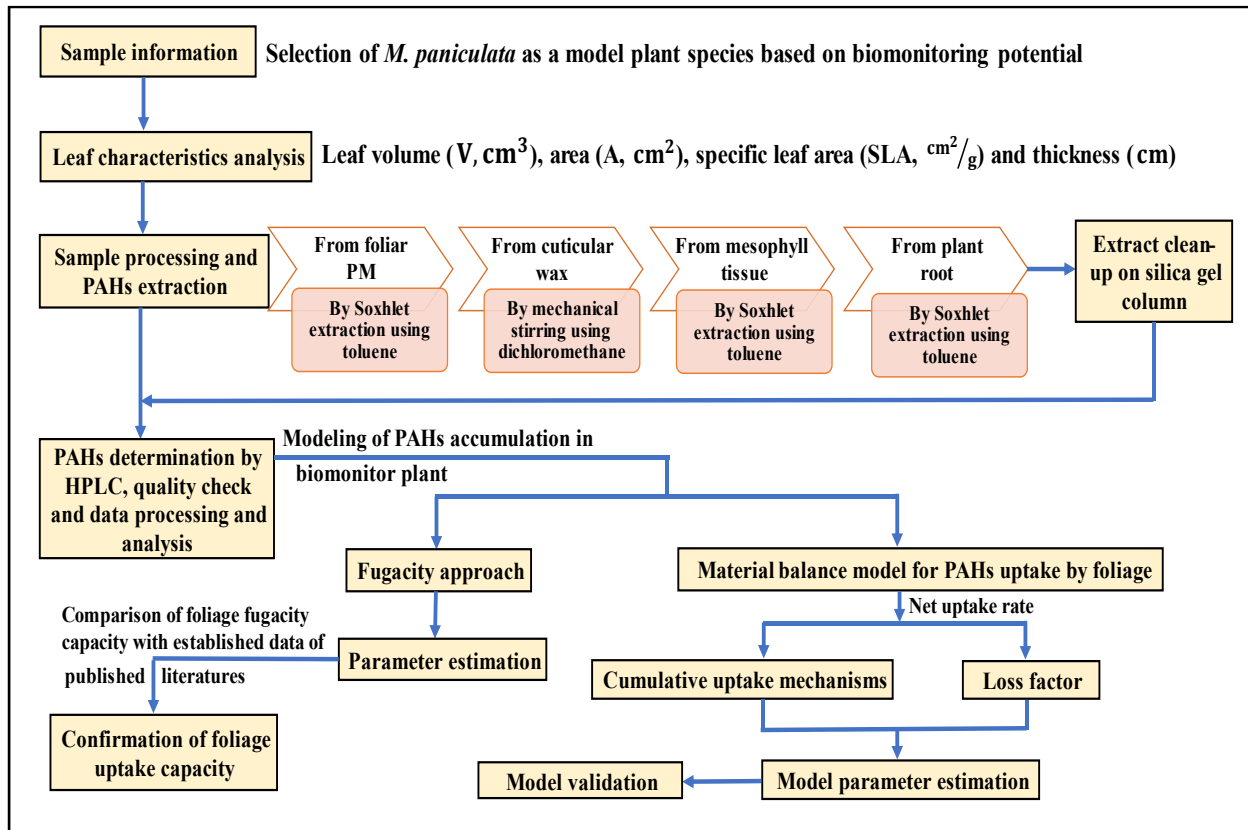 Sample information
Selection of M. paniculata as a model plant species based on biomonitoring potential
Leaf characteristics analysis
Leaf volume (V, cm³), area (A, cm²), specific leaf area (SLA, cm²/g) and thickness (cm)
Sample processing and
PAHs extraction
From foliar
PM
By Soxhlet
extraction using
toluene
From cuticular
wax
By mechanical
stirring using
dichloromethane
From mesophyll
tissue
By Soxhlet
extraction using
toluene
From plant
root
By Soxhlet
extraction using
toluene
Extract clean-
up on silica gel
column
PAHs determination by
HPLC, quality check
and data processing and
analysis
Modeling of PAHs accumulation in
biomonitor plant
Fugacity approach
Material balance model for PAHs uptake by foliage
Net uptake rate
Comparison of foliage fugacity
capacity with established data of
published literatures
Parameter estimation
Cumulative uptake mechanisms
Loss factor
Confirmation of foliage
uptake capacity
Model validation
Model parameter estimation